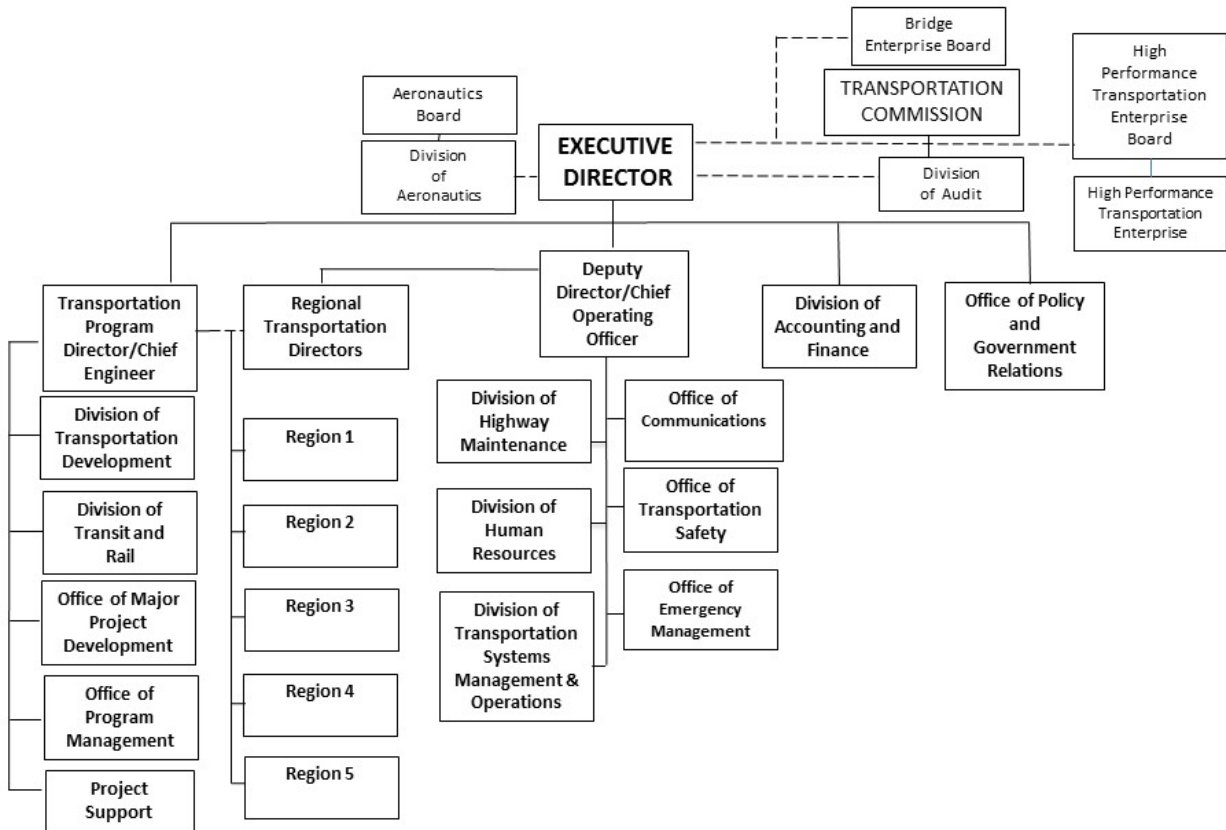 Bridge
Enterprise Board
High
Performance
Transportation
Enterprise
Board
TRANSPORTATION
COMMISSION
Aeronautics
Board
EXECUTIVE
DIRECTOR
Division
of
Aeronautics
Division
of Audit
High Performance
Transportation
Enterprise
Transportation
Program
Director/Chief
Engineer
Regional
Transportation
Directors
Deputy
Director/Chief
Operating
Officer
Division of
Accounting and
Finance
Office of Policy
and
Government
Relations
Division of
Transportation
Development
Division of
Transit and
Rail
Office of Major
Project
Development
Office of
Program
Management
Project
Support
Region 1
Region 2
Region 3
Region 4
Region 5
Division of
Highway
Maintenance
Division of
Human
Resources
Division of
Transportation
Systems
Management &
Operations
Office of
Communications
Office of
Transportation
Safety
Office of
Emergency
Management